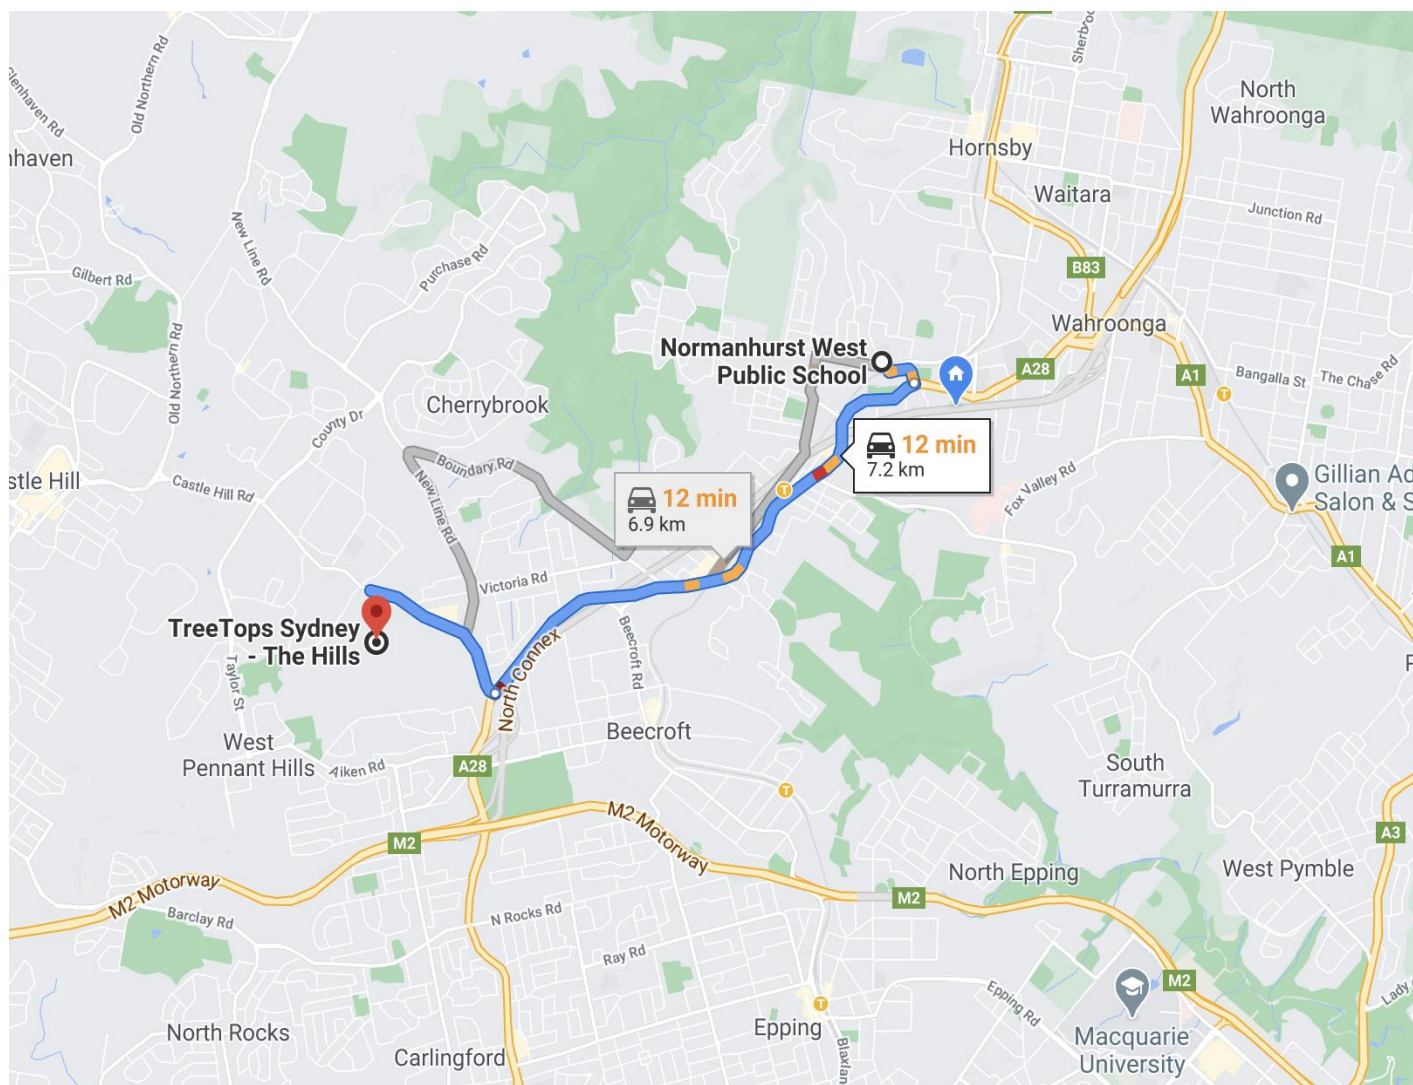 Old Northern Rd
Glenhaven Rd
nhaven
New Line Rd
Gilbert Rd
Purchase Rd
Old Northern Rd
Hornsby
Waitara
North
Wahroonga
Junction Rd
B83
Wahroonga
A28
A1
Bangalla St
The Chase Rd
Normanhurst West
Public School
Cherrybrook
County Dr
stle Hill
Castle Hill Rd
Boundary Rd
New Line Rd
12 min
7.2 km
12 min
6.9 km
T
T
Fox Valley Rd
Gillian Ad
Salon & S
A1
Victoria Rd
TreeTops Sydney
- The Hills
Taylor St
North Connex
Beecroft Rd
Beecroft
West
Pennant Hills
Aiken Rd
A28
T
South
Turramurra
M2
M2 Motorway
M2 Motorway
A3
West Pymble
North Epping
M2
Barclay Rd
N Rocks Rd
Ray Rd
M2
Epping Rd
Lady
T
North Rocks
Carlingford
Epping
Blaxlan
Macquarie
University